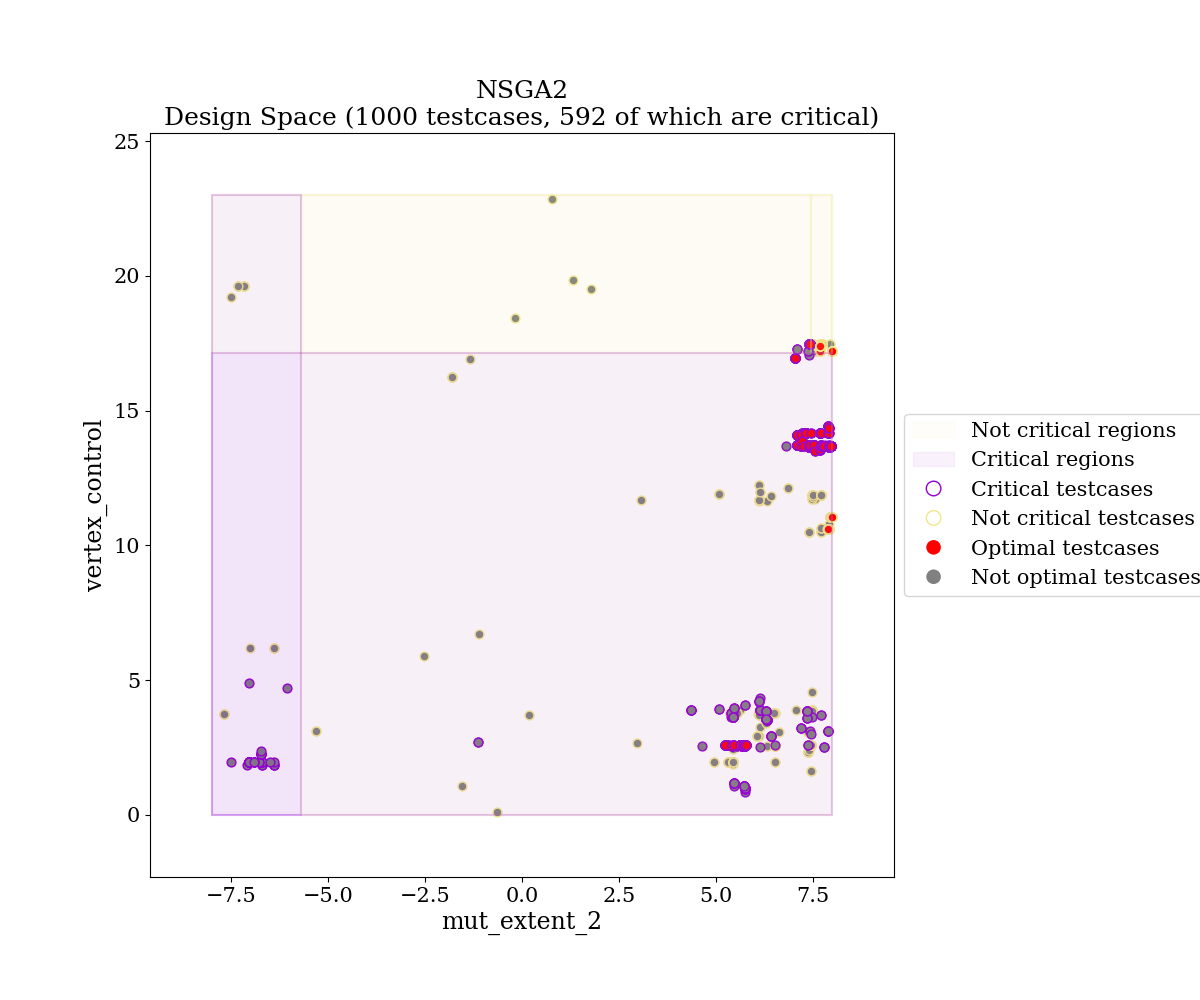 NSGA2
Design Space (1000 testcases, 592 of which are critical)
25
20
15
10
5
0
vertex_control
−7.5
−5.0
−2.5
0.0
2.5
5.0
7.5
mut_extent_2
Not critical regions
Critical regions
Critical testcases
Not critical testcases
Optimal testcases
Not optimal testcases